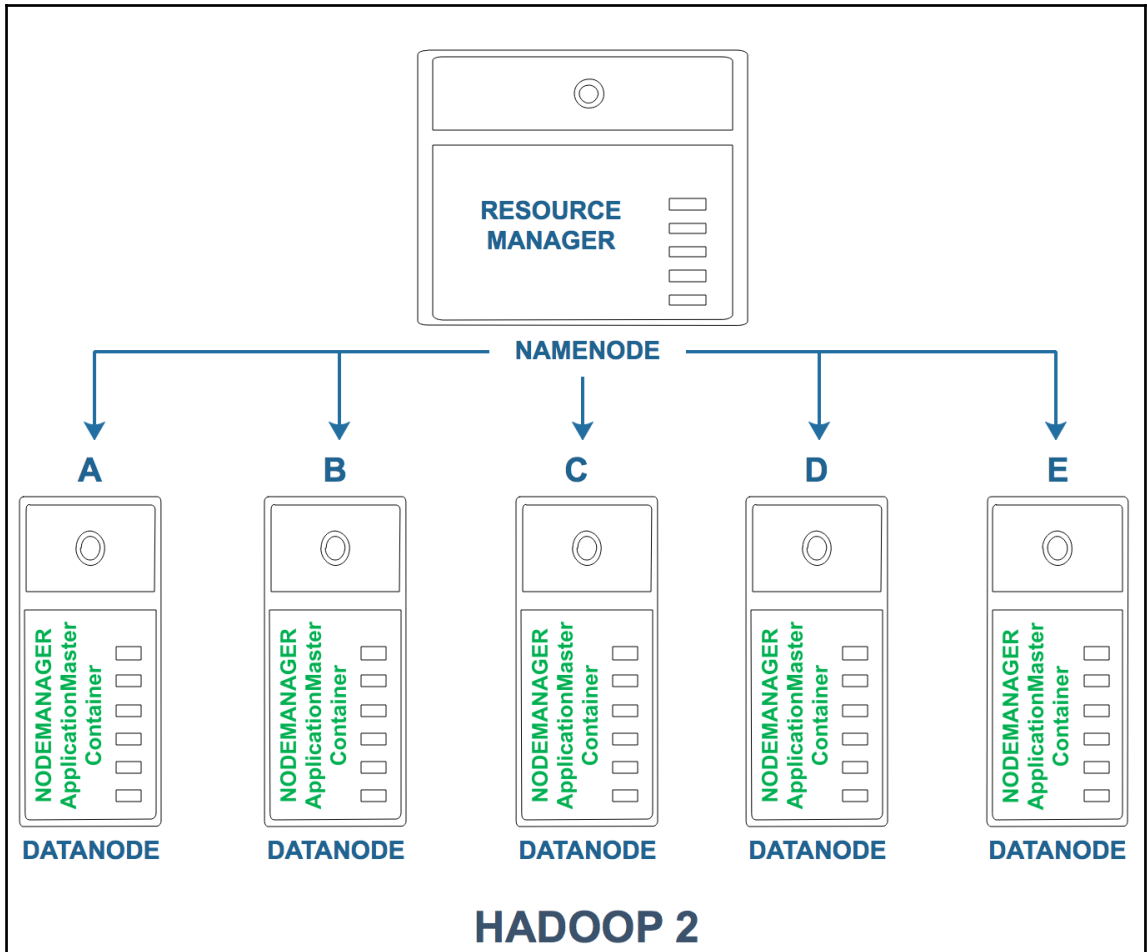 RESOURCE
MANAGER
NAMENODE
A
B
C
D
E
NODEMANAGER
ApplicationMaster
Container
NODEMANAGER
ApplicationMaster
Container
NODEMANAGER
ApplicationMaster
Container
NODEMANAGER
ApplicationMaster
Container
NODEMANAGER
ApplicationMaster
Container
DATANODE
DATANODE
DATANODE
DATANODE
DATANODE
HADOOP 2